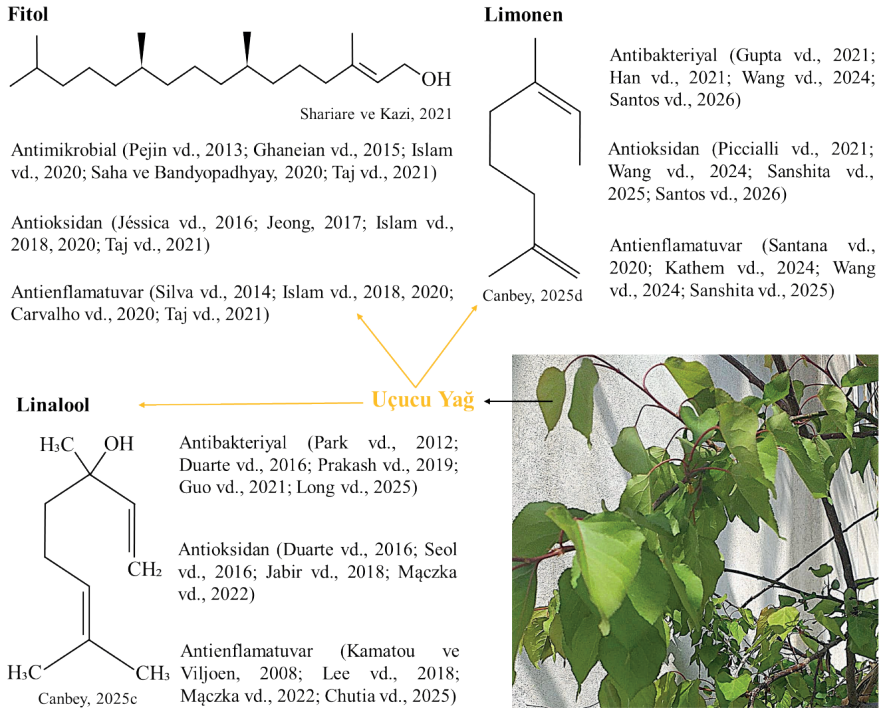 Fitol
OH
Shariare ve Kazi, 2021
Antimikrobial (Pejin vd., 2013; Ghaneian vd., 2015; Islam
vd., 2020; Saha ve Bandyopadhyay, 2020; Taj vd., 2021)
Antioksidan (Jéssica vd., 2016; Jeong, 2017; Islam vd.,
2018, 2020; Taj vd., 2021)
Antienflamatuvar (Silva vd., 2014; Islam vd., 2018, 2020;
Carvalho vd., 2020; Taj vd., 2021)
Limonen
Antibakteriyal (Gupta vd., 2021;
Han vd., 2021; Wang vd., 2024;
Santos vd., 2026)
Antioksidan (Piccialli vd., 2021;
Wang vd., 2024; Sanshita vd.,
2025; Santos vd., 2026)
Antienflamatuvar (Santana vd.,
2020; Kathem vd., 2024; Wang
vd., 2024; Sanshita vd., 2025)
Canbey, 2025d
Uçucu Yağ
Linalool
H₃C OH
CH₂
H₃C CH₃
Canbey, 2025c
Antibakteriyal (Park vd., 2012;
Duarte vd., 2016; Prakash vd., 2019;
Guo vd., 2021; Long vd., 2025)
Antioksidan (Duarte vd., 2016; Seol
vd., 2016; Jabir vd., 2018; Mączka
vd., 2022)
Antienflamatuvar (Kamatou ve
Viljoen, 2008; Lee vd., 2018;
Mączka vd., 2022; Chutia vd., 2025)